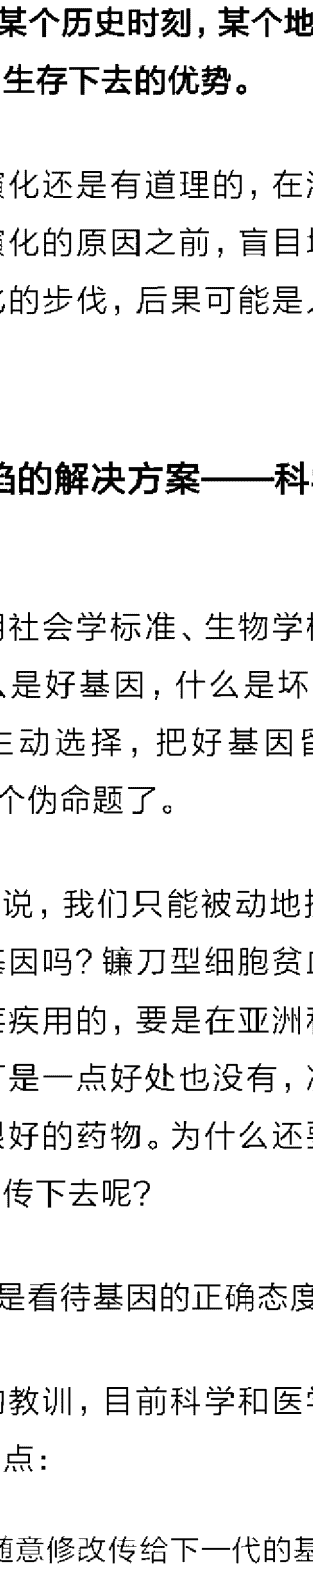 某个历史时刻，某个地
生存下去的优势。
化还是有道理的，在
化的原因之前，盲目
的步伐，后果可能是
的解决方案——科
社会学标准、生物学
是好基因，什么是坏
主动选择，把好基因留
个伪命题了。
说，我们只能被动地
基因吗？镰刀型细胞贫血
疾用的，要是在亚洲和
是一点好处也没有，
很好的药物。为什么还要
传下去呢？
是看待基因的正确态度
的教训，目前科学和医学
点：
随意修改传给下一代的基